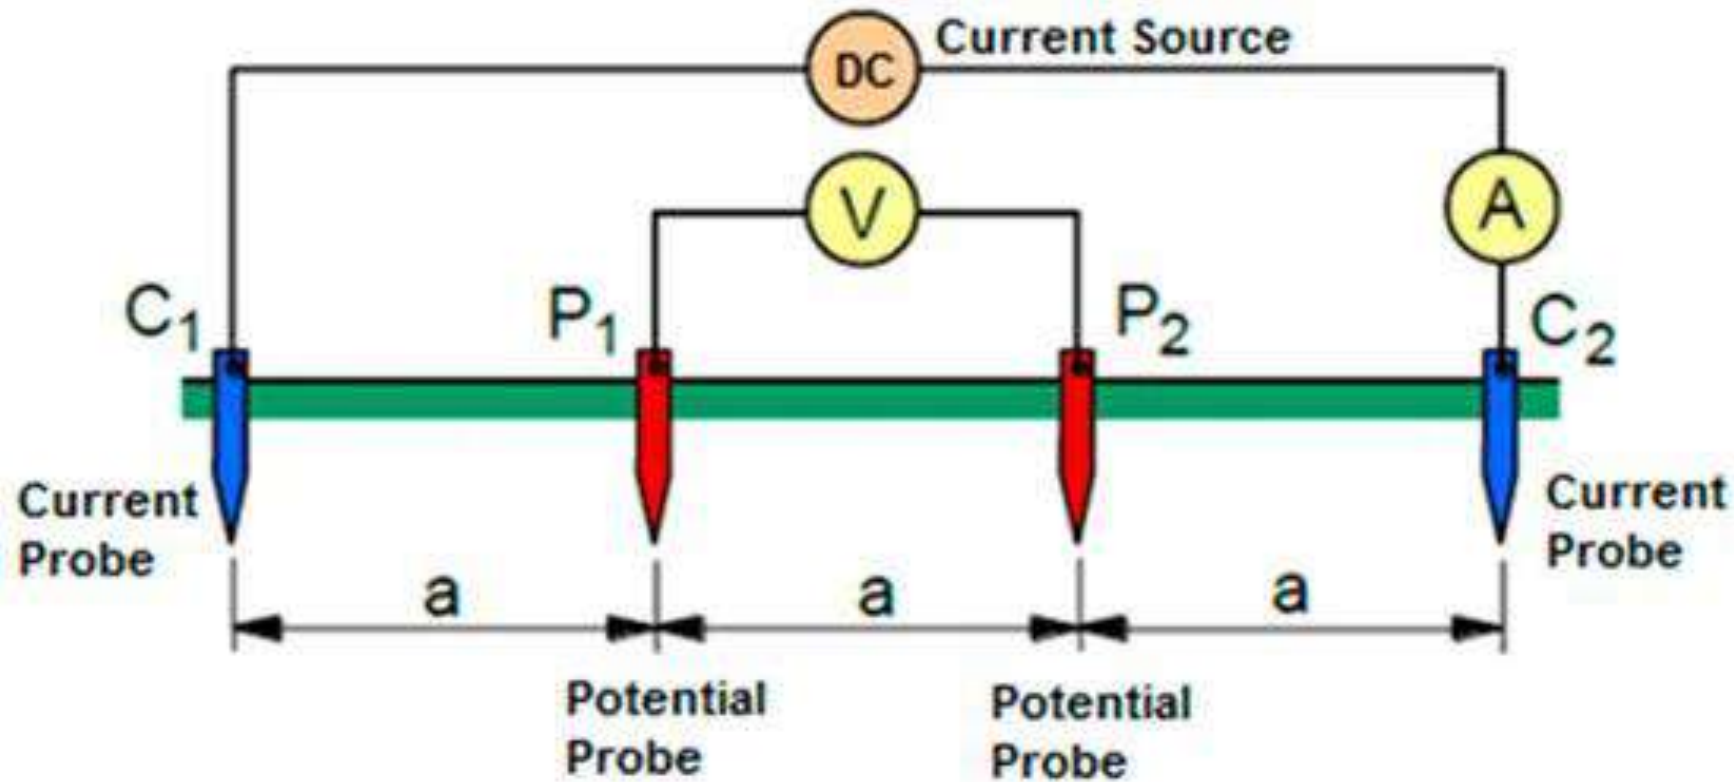 DC
Current Source
V
A
C1
P1
P2
C2
Current
Probe
Current
Probe
a
a
a
Potential
Probe
Potential
Probe